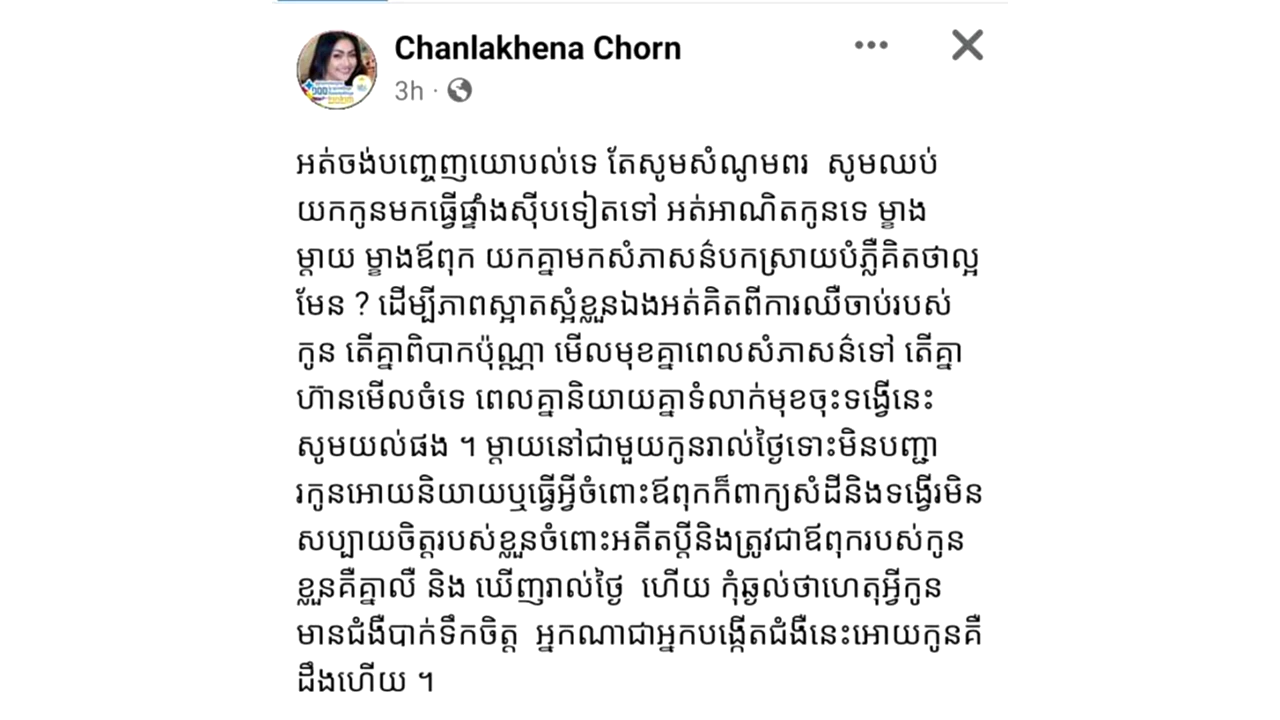 Chanlakhena Chorn
3h ·
អត់ចង់បញ្ចេញយោបល់ទេ តែសូមសំណូមពរ សូមឈប់
យកកូនមកធ្វើផ្ទាំងស៊ីបទៀតទៅ អត់អាណិតកូនទេ ម្ខាង
ម្តាយ ម្ខាងឪពុក យកគ្នាមកសំភាសន៌បកស្រាយបំភ្លឺគិតថាល្អ
មែន ? ដើម្បីភាពស្អាតស្អំខ្លួនឯងអត់គិតពីការឈឺចាប់របស់
កូន តើគ្នាពិបាកប៉ុណ្ណា មើលមុខគ្នាពេលសំភាសន៌ទៅ តើគ្នា
ហ៊ានមើលចំទេ ពេលគ្នានិយាយគ្នាទំលាក់មុខចុះទង្វើនេះ
សូមយល់ផង ។ ម្តាយនៅជាមួយកូនរាល់ថ្ងៃទោះមិនបញ្ជា
រកូនអោយនិយាយឬធ្វើអ្វីចំពោះឪពុកក៏ពាក្យសំដីនិងទង្វើរមិន
សប្បាយចិត្តរបស់ខ្លួនចំពោះអតីតប្តីនិងត្រូវជាឪពុករបស់កូន
ខ្លួនគឺគ្នាលឺ និង ឃើញរាល់ថ្ងៃ ហើយ កុំឆ្ងល់ថាហេតុអ្វីកូន
មានជំងឺបាក់ទឹកចិត្ត អ្នកណាជាអ្នកបង្កើតជំងឺនេះអោយកូនគឺ
ដឹងហើយ ។